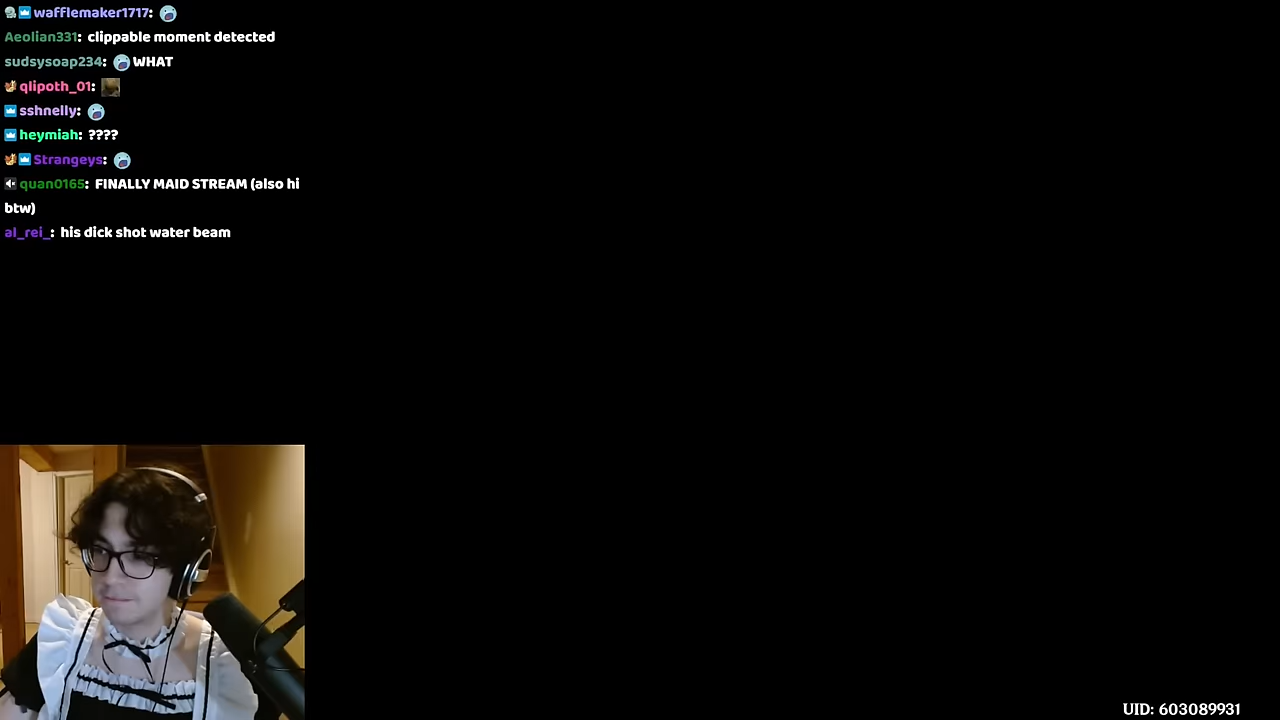 wafflemaker1717:
Aeolian331: clippable moment detected
sudsysoap234: WHAT
qlipoth_01:
sshnelly:
heymiah: ????
Strangeys:
quan0165: FINALLY MAID STREAM (also hi
btw)
al_rei_: his dick shot water beam
UID: 603089931